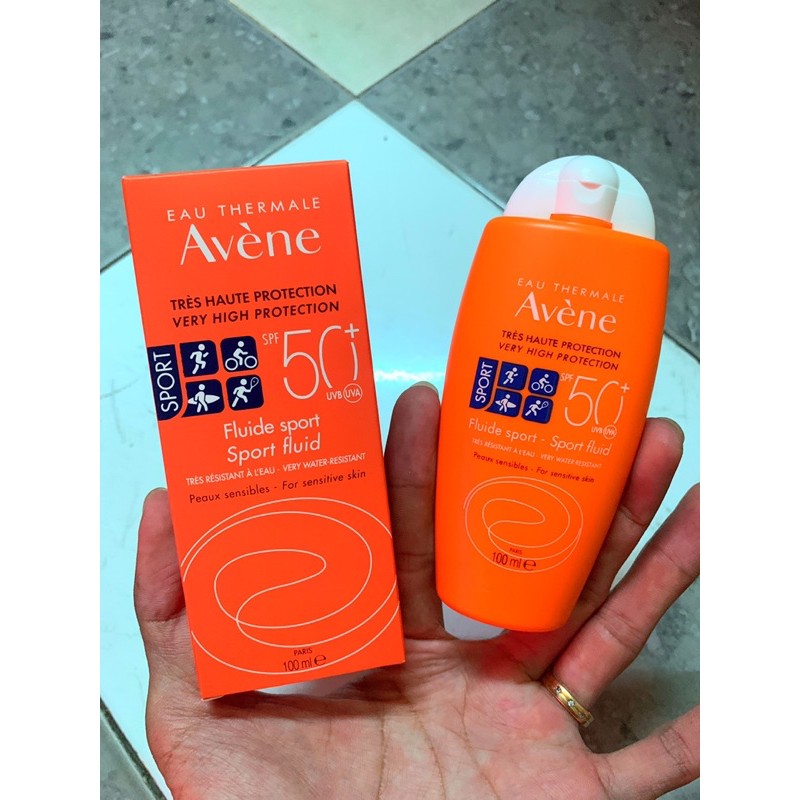 EAU THERMALE
Avène
TRÈS HAUTE PROTECTION
VERY HIGH PROTECTION
SPORT
SPF 50+
UVB UVA
Fluide sport
Sport fluid
TRÈS RÉSISTANT À L'EAU - VERY WATER-RESISTANT
Peaux sensibles - For sensitive skin
PARIS
100 ml e
EAU THERMALE
Avène
TRÈS HAUTE PROTECTION
VERY HIGH PROTECTION
SPORT
SPF 50+
UVB UVA
Fluide sport - Sport fluid
TRÈS RÉSISTANT À L'EAU - VERY WATER RESISTANT
Peaux sensibles - For sensitive skin
PARIS
100 ml e